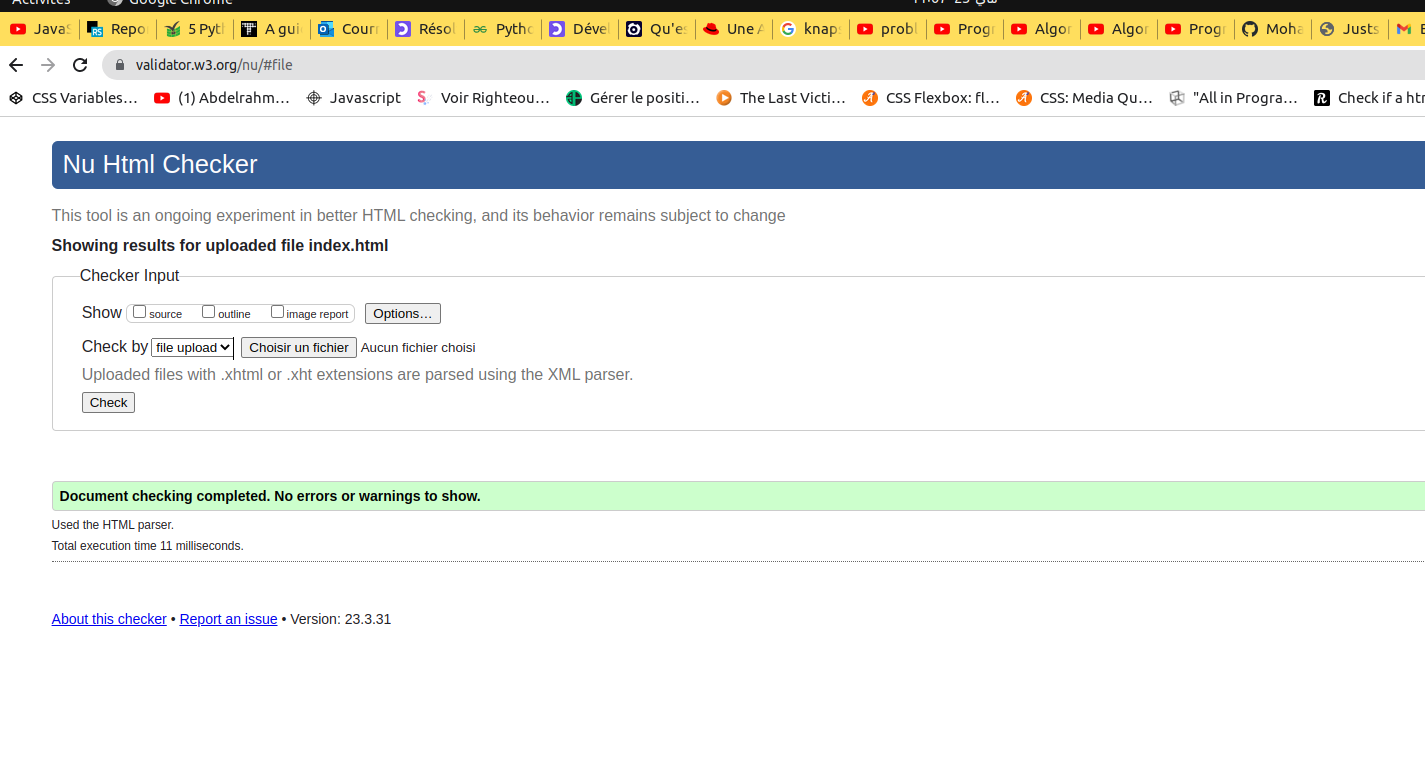 Activités Google Chrome
JavaS Repo 5 Pyt A gui Courr Résol Pytho Dével Qu'es Une A knaps probl Progr Algor Algor Progr Moha Justs
validator.w3.org/nu/#file
CSS Variables… (1) Abdelrahm… Javascript Voir Righteou… Gérer le positi… The Last Victi… CSS Flexbox: fl… CSS: Media Qu… "All in Progra… Check if a htr
Nu Html Checker
This tool is an ongoing experiment in better HTML checking, and its behavior remains subject to change
Showing results for uploaded file index.html
Checker Input
Show source outline image report Options…
Check by file upload Choisir un fichier Aucun fichier choisi
Uploaded files with .xhtml or .xht extensions are parsed using the XML parser.
Check
Document checking completed. No errors or warnings to show.
Used the HTML parser.
Total execution time 11 milliseconds.
About this checker • Report an issue • Version: 23.3.31